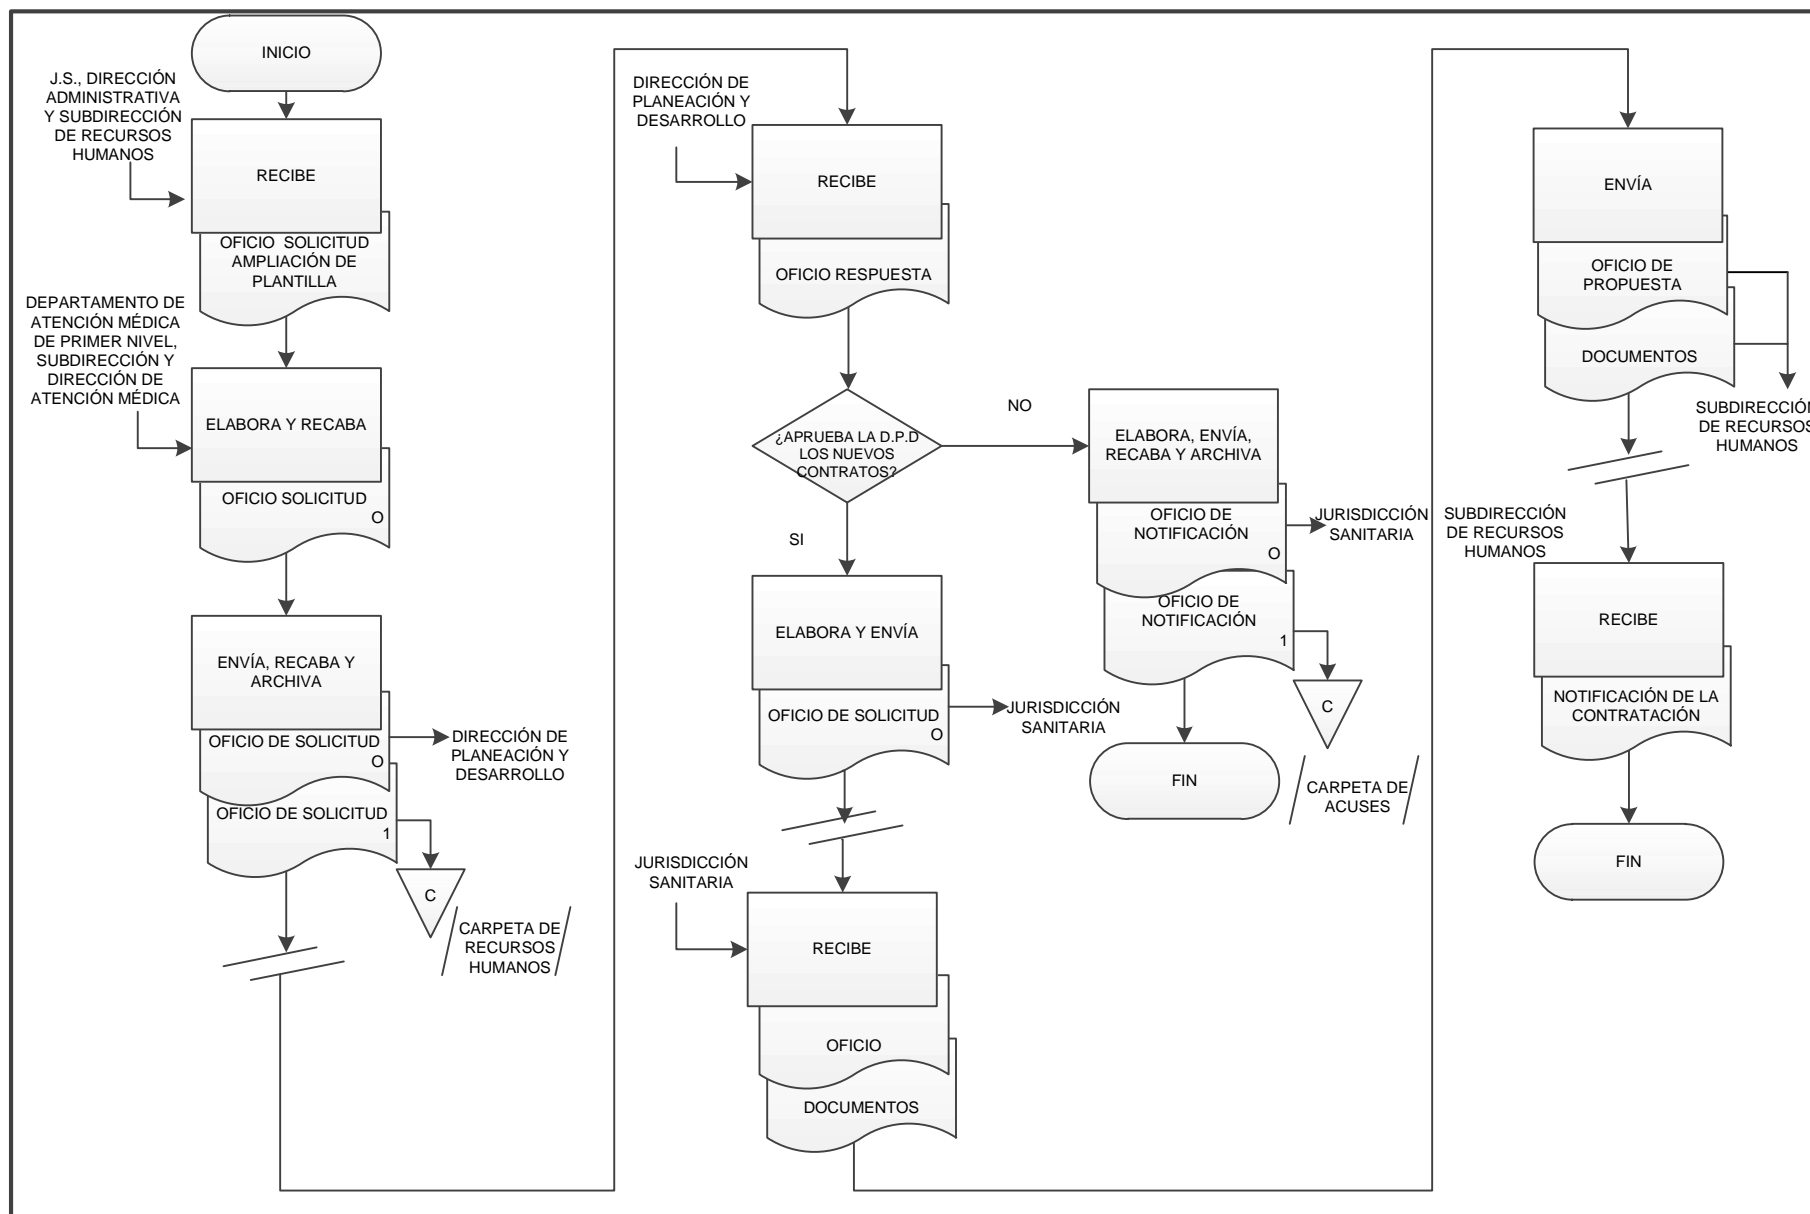 INICIO
J.S., DIRECCIÓN
ADMINISTRATIVA
Y SUBDIRECCIÓN
DE RECURSOS
HUMANOS
RECIBE
OFICIO SOLICITUD
AMPLIACIÓN DE
PLANTILLA
DEPARTAMENTO DE
ATENCIÓN MÉDICA
DE PRIMER NIVEL,
SUBDIRECCIÓN Y
DIRECCIÓN DE
ATENCIÓN MÉDICA
ELABORA Y RECABA
OFICIO SOLICITUD
O
ENVÍA, RECABA Y
ARCHIVA
OFICIO DE SOLICITUD
O
DIRECCIÓN DE
PLANEACIÓN Y
DESARROLLO
OFICIO DE SOLICITUD
1
C
CARPETA DE
RECURSOS
HUMANOS
DIRECCIÓN DE
PLANEACIÓN Y
DESARROLLO
RECIBE
OFICIO RESPUESTA
¿APRUEBA LA D.P.D
LOS NUEVOS
CONTRATOS?
NO
SI
ELABORA, ENVÍA,
RECABA Y ARCHIVA
OFICIO DE
NOTIFICACIÓN
O
JURISDICCIÓN
SANITARIA
OFICIO DE
NOTIFICACIÓN
1
C
CARPETA DE
ACUSES
FIN
ELABORA Y ENVÍA
OFICIO DE SOLICITUD
O
JURISDICCIÓN
SANITARIA
JURISDICCIÓN
SANITARIA
RECIBE
OFICIO
DOCUMENTOS
ENVÍA
OFICIO DE
PROPUESTA
DOCUMENTOS
SUBDIRECCIÓN
DE RECURSOS
HUMANOS
SUBDIRECCIÓN
DE RECURSOS
HUMANOS
RECIBE
NOTIFICACIÓN DE LA
CONTRATACIÓN
FIN